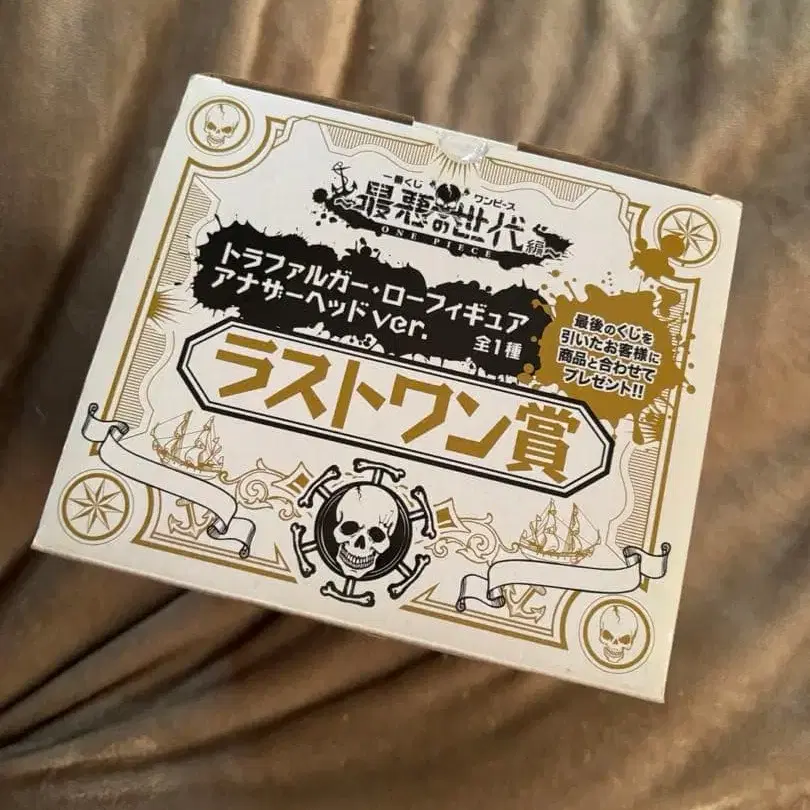 一番くじ ワンピース
～最悪の世代編～
ONE PIECE
トラファルガー・ローフィギュア
アナザーヘッドver.
全1種
最後のくじを
引いたお客様に
商品と合わせて
プレゼント!!
ラストワン賞